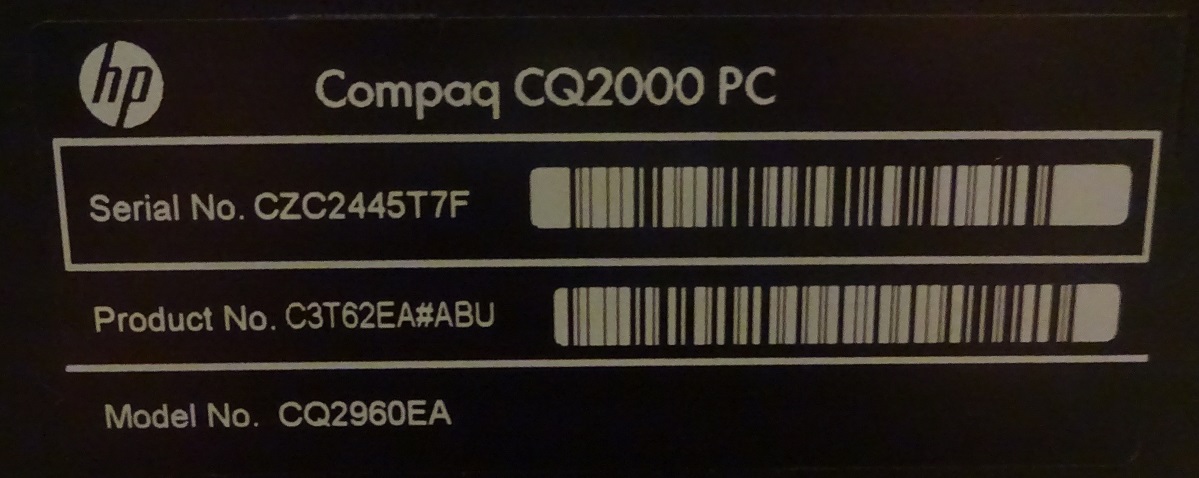 hp Compaq CQ2000 PC
Serial No. CZC2445T7F
Product No. C3T62EA#ABU
Model No. CQ2960EA